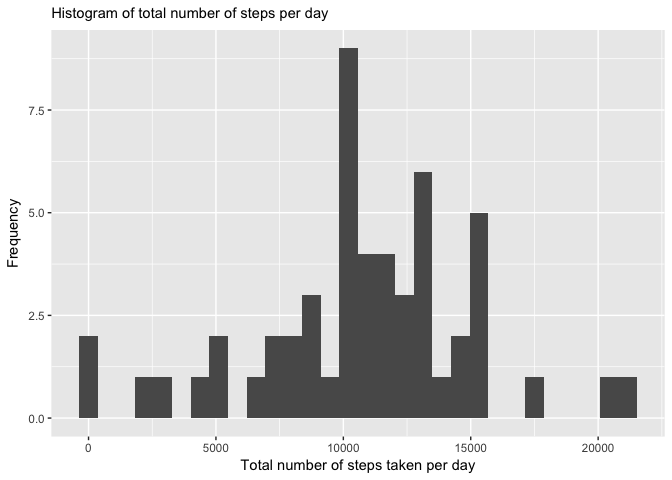 Histogram of total number of steps per day
7.5
5.0
2.5
0.0
Frequency
0 5000 10000 15000 20000
Total number of steps taken per day